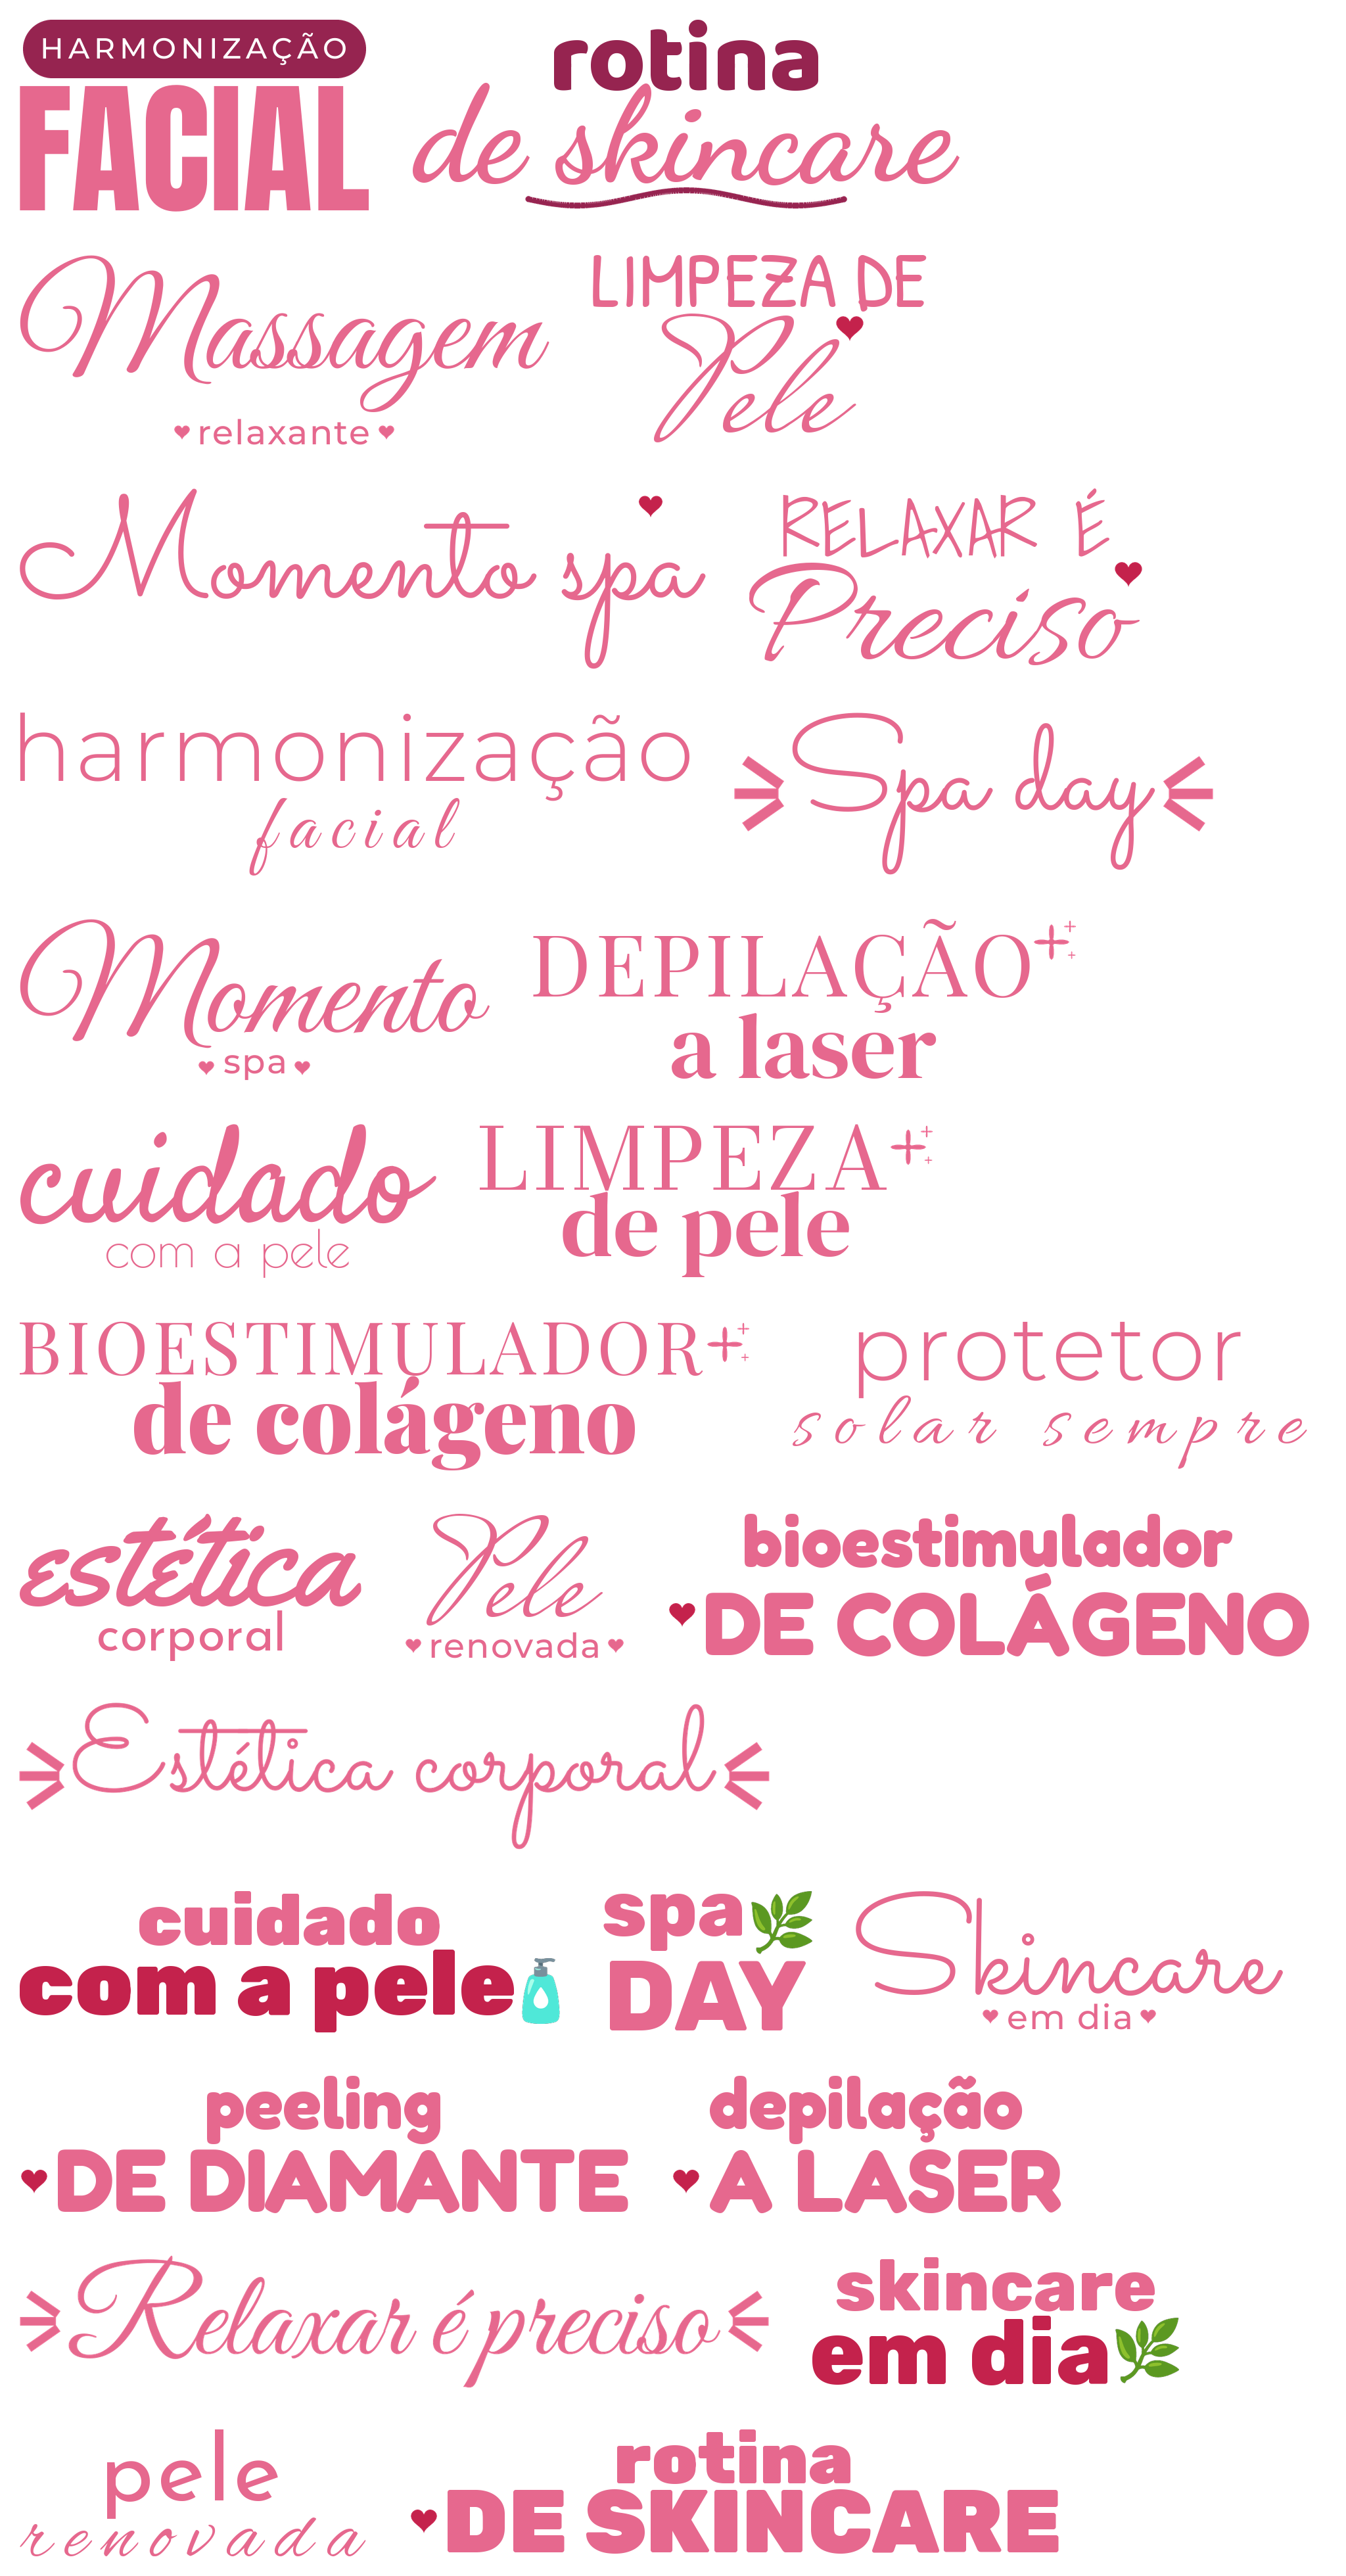 HARMONIZAÇÃO
FACIAL
rotina
de skincare
Massagem
relaxante
LIMPEZA DE
Pele
Momento spa
RELAXAR É
Preciso
harmonização
facial
Spa day
Momento
spa
DEPILAÇÃO
a laser
cuidado
com a pele
LIMPEZA
de pele
BIOESTIMULADOR
de colágeno
protetor
solar sempre
estética
corporal
Pele
renovada
bioestimulador
DE COLÁGENO
Estética corporal
cuidado
com a pele
spa
DAY
Skincare
em dia
peeling
DE DIAMANTE
depilação
A LASER
Relaxar é preciso
skincare
em dia
pele
renovada
rotina
DE SKINCARE